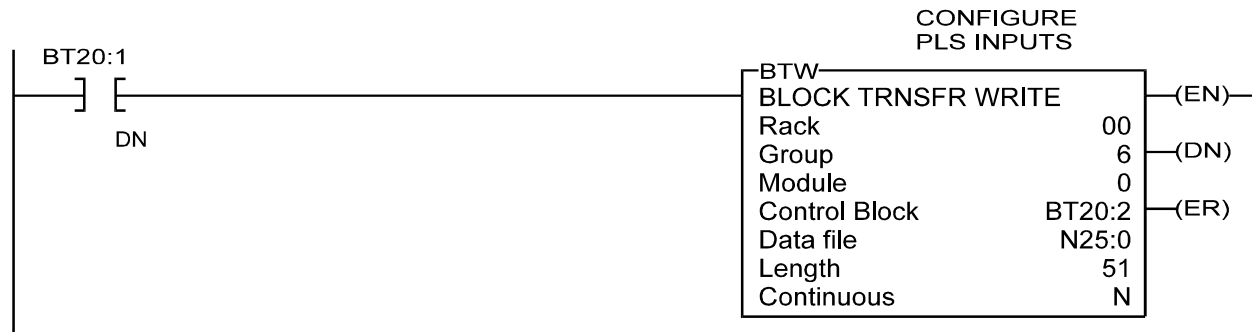 CONFIGURE
PLS INPUTS
BT20:1
DN
BTW
BLOCK TRNSFR WRITE
Rack 00
Group 6
Module 0
Control Block BT20:2
Data file N25:0
Length 51
Continuous N
(EN)
(DN)
(ER)